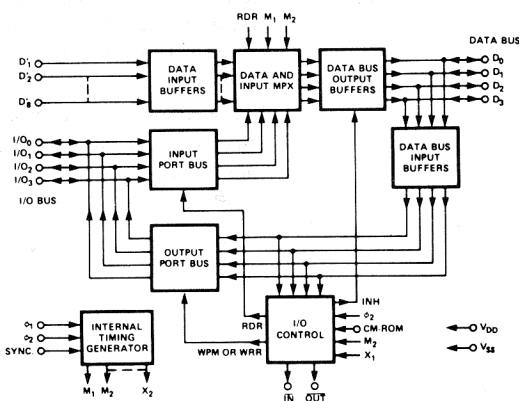 RDR M₁ M₂
DATA BUS
D'₁
D'₂
D'₈
DATA
INPUT
BUFFERS
DATA AND
INPUT MPX
DATA BUS
OUTPUT
BUFFERS
D₀
D₁
D₂
D₃
I/O₀
I/O₁
I/O₂
I/O₃
I/O BUS
INPUT
PORT BUS
DATA BUS
INPUT
BUFFERS
OUTPUT
PORT BUS
RDR
WPM OR WRR
I/O
CONTROL
INH
φ₂
CM-ROM
M₂
X₁
IN OUT
V_DD
V_SS
φ₁
φ₂
SYNC.
INTERNAL
TIMING
GENERATOR
M₁ M₂ X₂